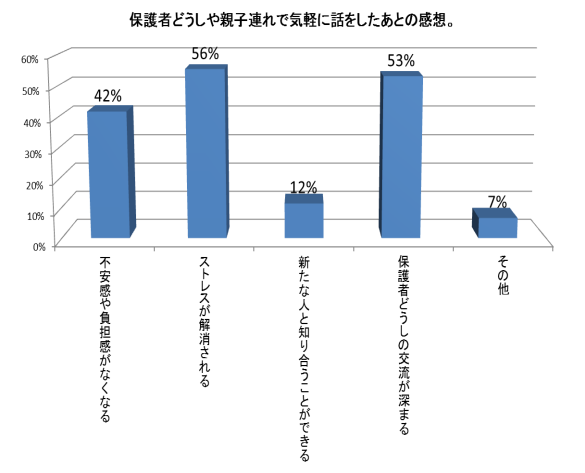 保護者どうしや親子連れで気軽に話をしたあとの感想。
60%
50%
40%
30%
20%
10%
0%
42%
56%
12%
53%
7%
不安感や負担感がなくなる
ストレスが解消される
新たな人と知り合うことができる
保護者どうしの交流が深まる
その他